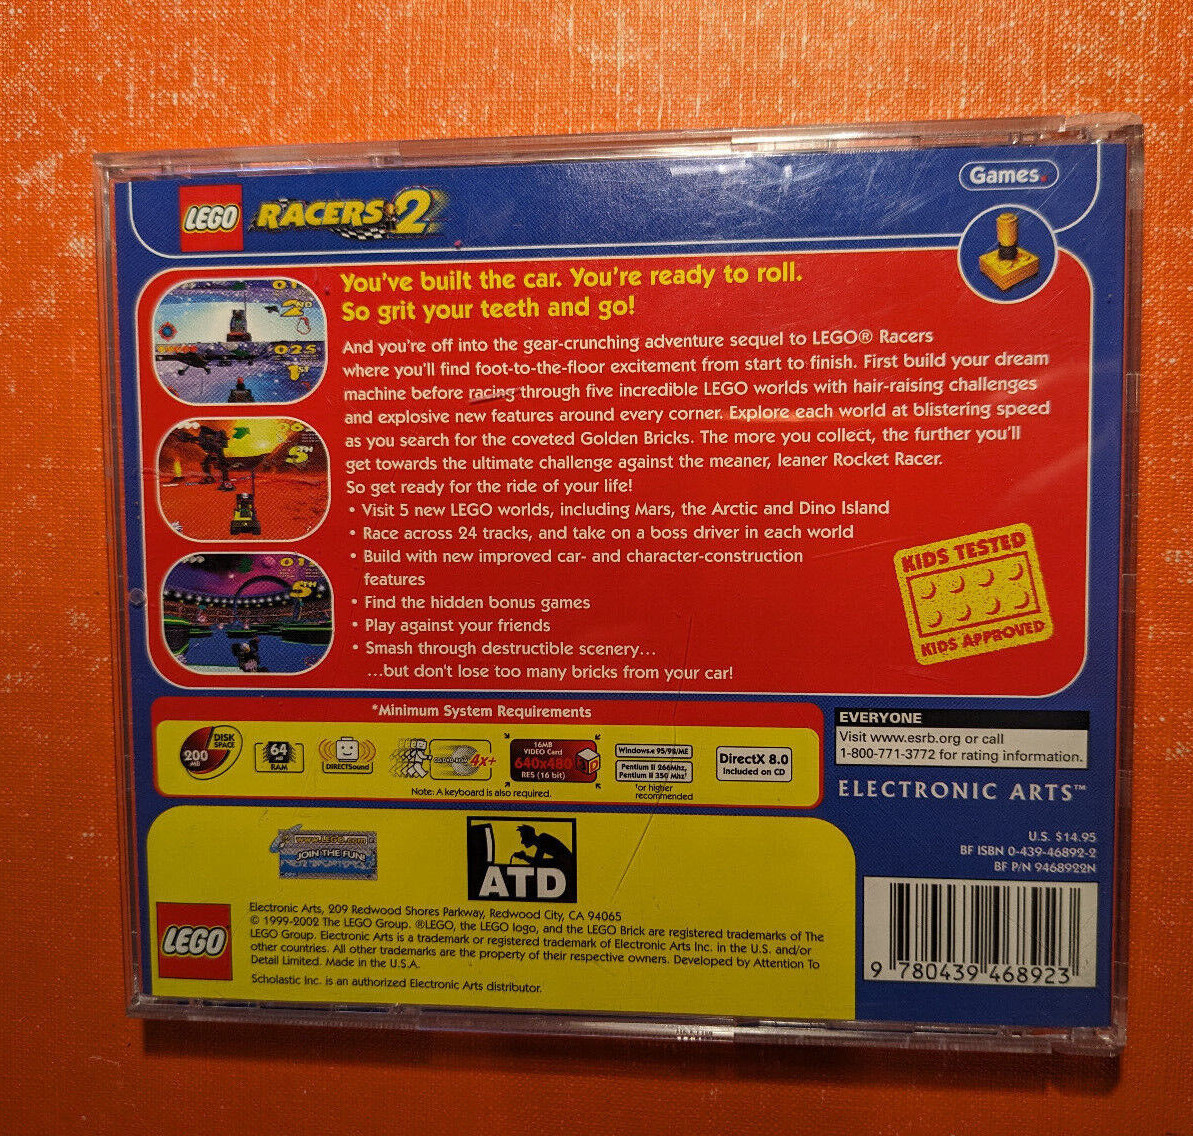 LEGO RACERS 2
Games.
You've built the car. You're ready to roll.
So grit your teeth and go!
And you're off into the gear-crunching adventure sequel to LEGO® Racers
where you'll find foot-to-the-floor excitement from start to finish. First build your dream
machine before racing through five incredible LEGO worlds with hair-raising challenges
and explosive new features around every corner. Explore each world at blistering speed
as you search for the coveted Golden Bricks. The more you collect, the further you'll
get towards the ultimate challenge against the meaner, leaner Rocket Racer.
So get ready for the ride of your life!
• Visit 5 new LEGO worlds, including Mars, the Arctic and Dino Island
• Race across 24 tracks, and take on a boss driver in each world
• Build with new improved car- and character-construction
features
• Find the hidden bonus games
• Play against your friends
• Smash through destructible scenery...
...but don't lose too many bricks from your car!
01
2ND
025
1ST
5TH
01
5TH
KIDS TESTED
KIDS APPROVED
*Minimum System Requirements
200 MB
DISK
SPACE
64
MB
RAM
DIRECTSound
4x+
16MB
VIDEO Card
640x480
RES (16 bit)
Windows® 95/98/ME
Pentium II 266Mhz,
Pentium II 350 Mhz†
†or higher
recommended
DirectX 8.0
Included on CD
Note: A keyboard is also required.
EVERYONE
Visit www.esrb.org or call
1-800-771-3772 for rating information.
ELECTRONIC ARTS™
www.LEGO.com
JOIN THE FUN!
ATD
U.S. $14.95
BF ISBN 0-439-46892-2
BF P/N 9468922N
9 780439 468923
LEGO
Electronic Arts, 209 Redwood Shores Parkway, Redwood City, CA 94065
© 1999-2002 The LEGO Group. ®LEGO, the LEGO logo, and the LEGO Brick are registered trademarks of The
LEGO Group. Electronic Arts is a trademark or registered trademark of Electronic Arts Inc. in the U.S. and/or
other countries. All other trademarks are the property of their respective owners. Developed by Attention To
Detail Limited. Made in the U.S.A.
Scholastic Inc. is an authorized Electronic Arts distributor.